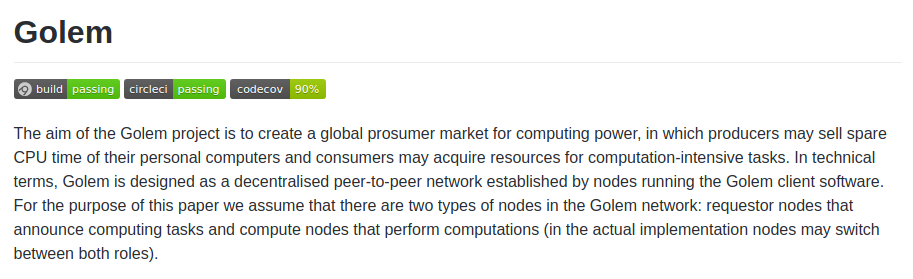 Golem
build passing circleci passing codecov 90%
The aim of the Golem project is to create a global prosumer market for computing power, in which producers may sell spare
CPU time of their personal computers and consumers may acquire resources for computation-intensive tasks. In technical
terms, Golem is designed as a decentralised peer-to-peer network established by nodes running the Golem client software.
For the purpose of this paper we assume that there are two types of nodes in the Golem network: requestor nodes that
announce computing tasks and compute nodes that perform computations (in the actual implementation nodes may switch
between both roles).